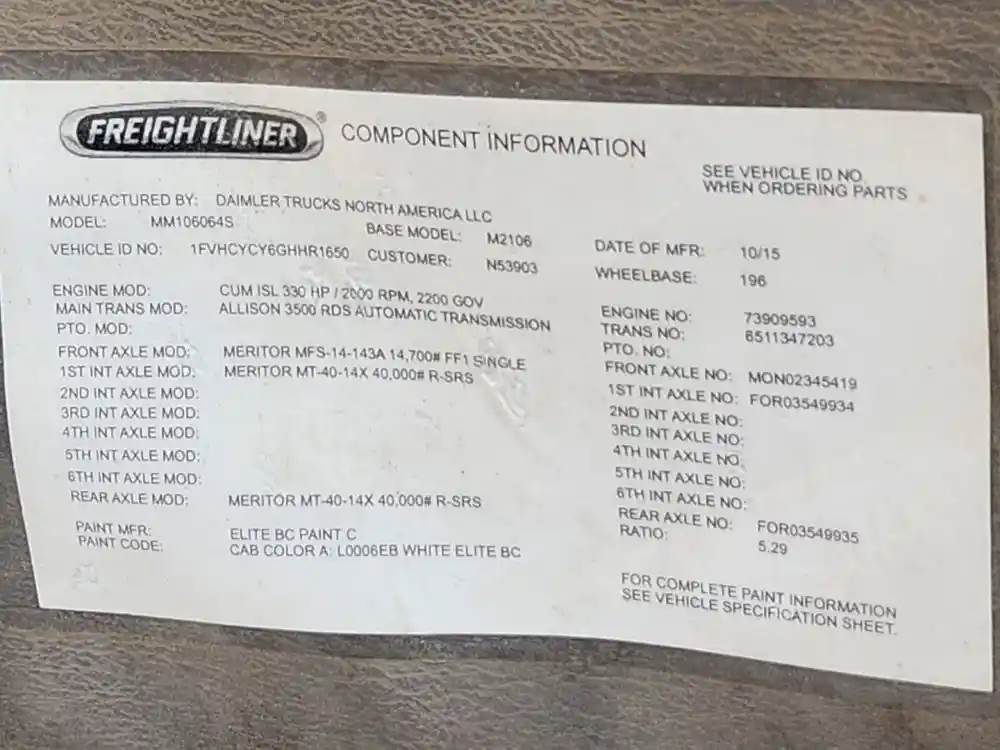 FREIGHTLINER® COMPONENT INFORMATION
SEE VEHICLE ID NO.
WHEN ORDERING PARTS
MANUFACTURED BY: DAIMLER TRUCKS NORTH AMERICA LLC
MODEL: MM106064S BASE MODEL: M2106 DATE OF MFR: 10/15
VEHICLE ID NO: 1FVHCYCY6GHHR1650 CUSTOMER: N53903 WHEELBASE: 196
ENGINE MOD: CUM ISL 330 HP / 2000 RPM, 2200 GOV ENGINE NO: 73909593
MAIN TRANS MOD: ALLISON 3500 RDS AUTOMATIC TRANSMISSION TRANS NO: 6511347203
PTO. MOD: PTO. NO:
FRONT AXLE MOD: MERITOR MFS-14-143A 14,700# FF1 SINGLE FRONT AXLE NO: MON02345419
1ST INT AXLE MOD: MERITOR MT-40-14X 40,000# R-SRS 1ST INT AXLE NO: FOR03549934
2ND INT AXLE MOD: 2ND INT AXLE NO:
3RD INT AXLE MOD: 3RD INT AXLE NO:
4TH INT AXLE MOD: 4TH INT AXLE NO:
5TH INT AXLE MOD: 5TH INT AXLE NO:
6TH INT AXLE MOD: 6TH INT AXLE NO:
REAR AXLE MOD: MERITOR MT-40-14X 40,000# R-SRS REAR AXLE NO: FOR03549935
RATIO: 5.29
PAINT MFR: ELITE BC PAINT C
PAINT CODE: CAB COLOR A: L0006EB WHITE ELITE BC
FOR COMPLETE PAINT INFORMATION
SEE VEHICLE SPECIFICATION SHEET.